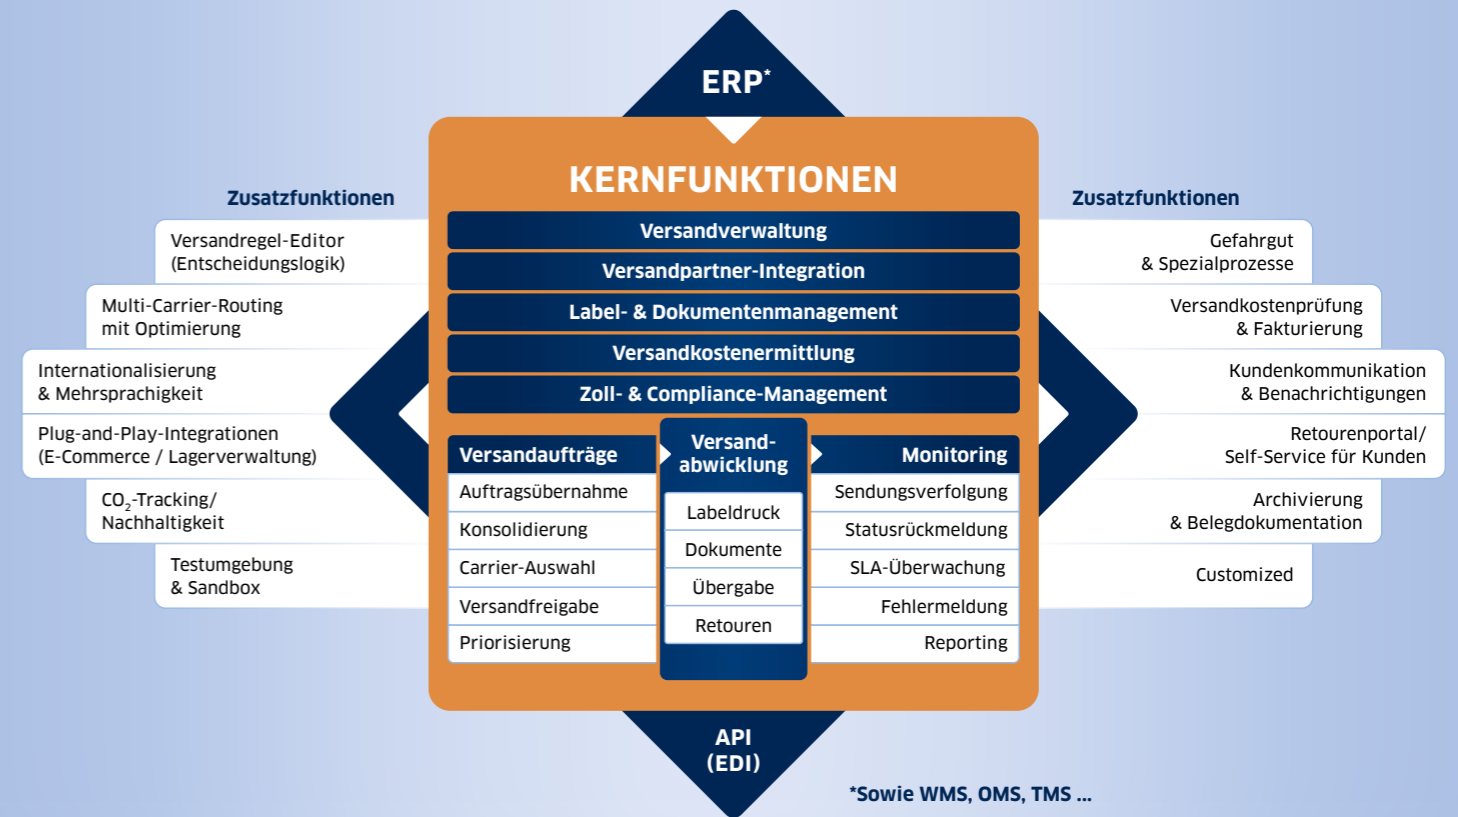 ERP*
KERNFUNKTIONEN
Versandverwaltung
Versandpartner-Integration
Label- & Dokumentenmanagement
Versandkostenermittlung
Zoll- & Compliance-Management
Versandaufträge
Auftragsübernahme
Konsolidierung
Carrier-Auswahl
Versandfreigabe
Priorisierung
Versand-
abwicklung
Labeldruck
Dokumente
Übergabe
Retouren
Monitoring
Sendungsverfolgung
Statusrückmeldung
SLA-Überwachung
Fehlermeldung
Reporting
Zusatzfunktionen
Versandregel-Editor
(Entscheidungslogik)
Multi-Carrier-Routing
mit Optimierung
Internationalisierung
& Mehrsprachigkeit
Plug-and-Play-Integrationen
(E-Commerce / Lagerverwaltung)
CO₂-Tracking/
Nachhaltigkeit
Testumgebung
& Sandbox
Zusatzfunktionen
Gefahrgut
& Spezialprozesse
Versandkostenprüfung
& Fakturierung
Kundenkommunikation
& Benachrichtigungen
Retourenportal/
Self-Service für Kunden
Archivierung
& Belegdokumentation
Customized
API
(EDI)
*Sowie WMS, OMS, TMS ...